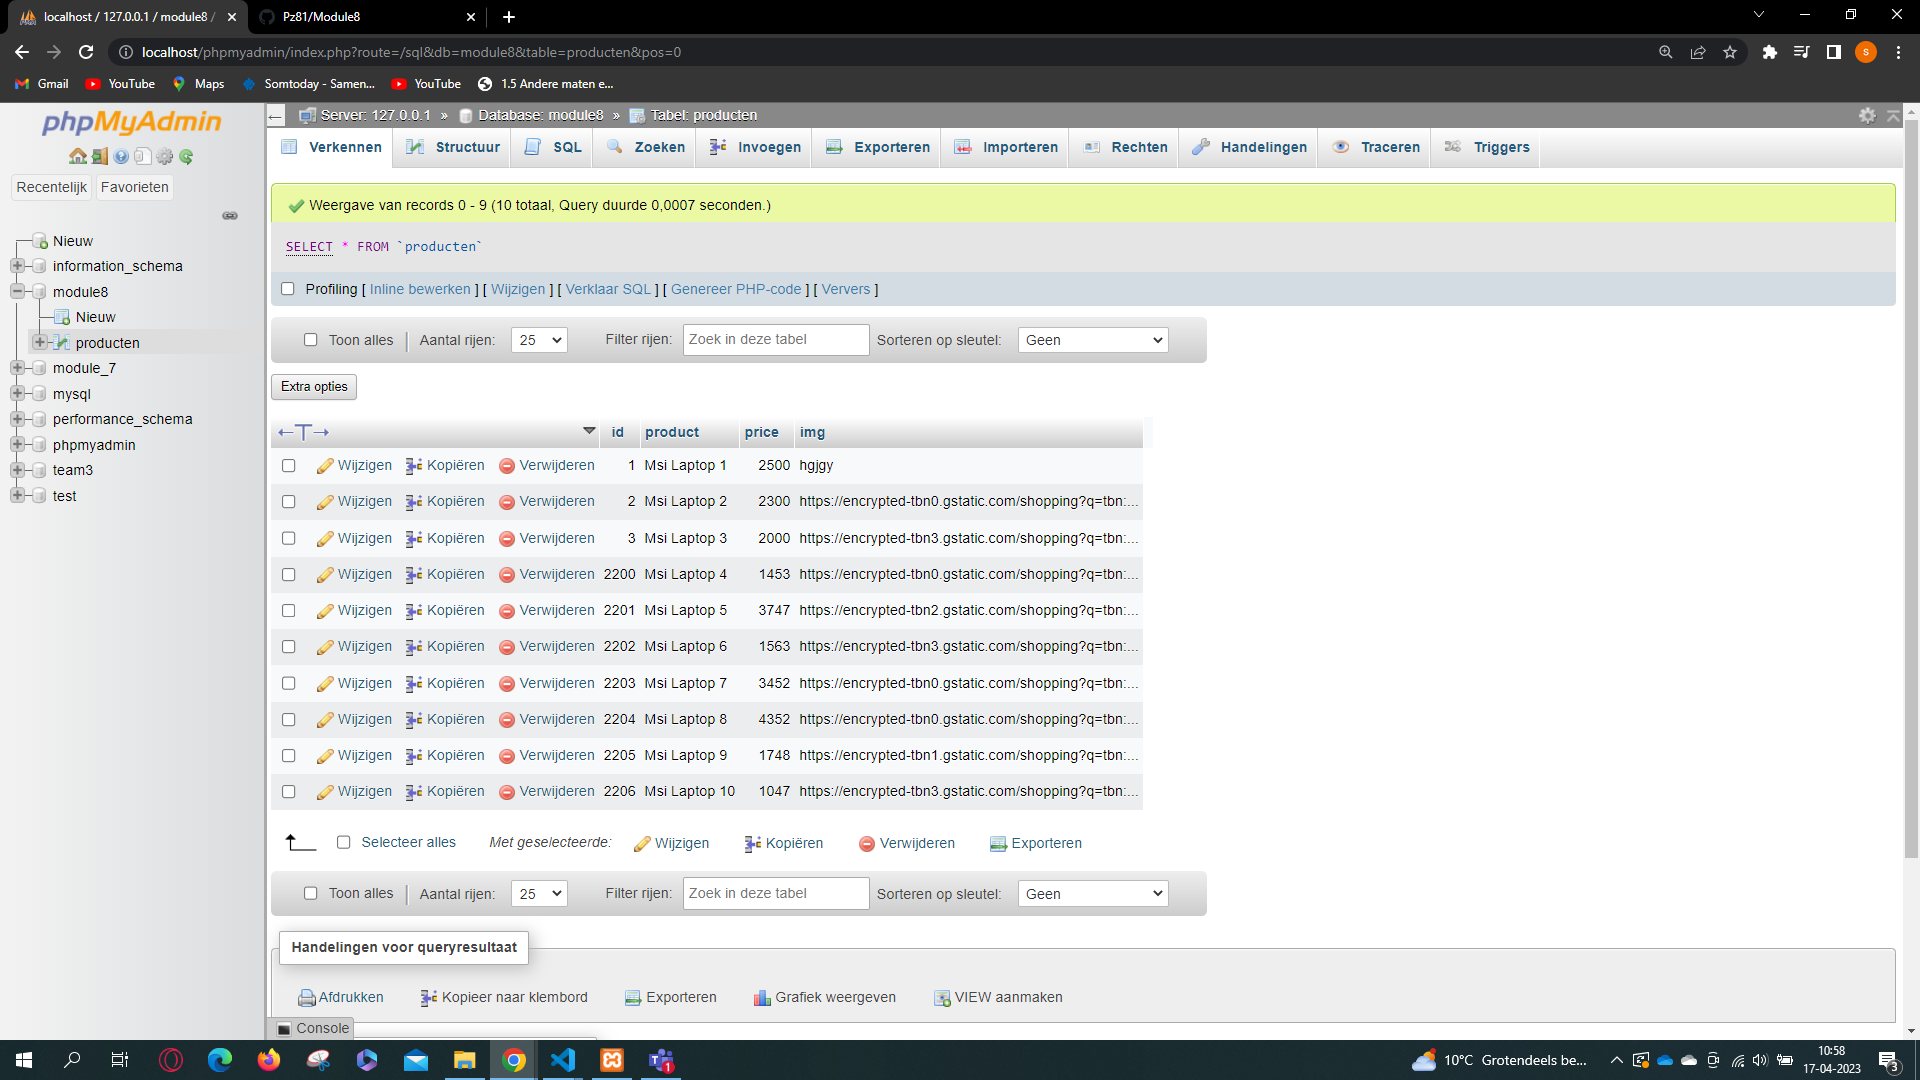 localhost / 127.0.0.1 / module8 /
Pz81/Module8
localhost/phpmyadmin/index.php?route=/sql&db=module8&table=producten&pos=0
S
Gmail YouTube Maps Somtoday - Samen... YouTube 1.5 Andere maten e...
phpMyAdmin
Recentelijk Favorieten
Nieuw
information_schema
module8
Nieuw
producten
module_7
mysql
performance_schema
phpmyadmin
team3
test
Server: 127.0.0.1 » Database: module8 » Tabel: producten
Verkennen Structuur SQL Zoeken Invoegen Exporteren Importeren Rechten Handelingen Traceren Triggers
Weergave van records 0 - 9 (10 totaal, Query duurde 0,0007 seconden.)
SELECT * FROM `producten`
Profiling [ Inline bewerken ] [ Wijzigen ] [ Verklaar SQL ] [ Genereer PHP-code ] [ Ververs ]
Toon alles | Aantal rijen: 25 Filter rijen: Zoek in deze tabel Sorteren op sleutel: Geen
Extra opties
←T→ id product price img
Wijzigen Kopiëren Verwijderen 1 Msi Laptop 1 2500 hgjgy
Wijzigen Kopiëren Verwijderen 2 Msi Laptop 2 2300 https://encrypted-tbn0.gstatic.com/shopping?q=tbn:...
Wijzigen Kopiëren Verwijderen 3 Msi Laptop 3 2000 https://encrypted-tbn3.gstatic.com/shopping?q=tbn:...
Wijzigen Kopiëren Verwijderen 2200 Msi Laptop 4 1453 https://encrypted-tbn0.gstatic.com/shopping?q=tbn:...
Wijzigen Kopiëren Verwijderen 2201 Msi Laptop 5 3747 https://encrypted-tbn2.gstatic.com/shopping?q=tbn:...
Wijzigen Kopiëren Verwijderen 2202 Msi Laptop 6 1563 https://encrypted-tbn3.gstatic.com/shopping?q=tbn:...
Wijzigen Kopiëren Verwijderen 2203 Msi Laptop 7 3452 https://encrypted-tbn0.gstatic.com/shopping?q=tbn:...
Wijzigen Kopiëren Verwijderen 2204 Msi Laptop 8 4352 https://encrypted-tbn0.gstatic.com/shopping?q=tbn:...
Wijzigen Kopiëren Verwijderen 2205 Msi Laptop 9 1748 https://encrypted-tbn1.gstatic.com/shopping?q=tbn:...
Wijzigen Kopiëren Verwijderen 2206 Msi Laptop 10 1047 https://encrypted-tbn3.gstatic.com/shopping?q=tbn:...
Selecteer alles Met geselecteerde: Wijzigen Kopiëren Verwijderen Exporteren
Toon alles | Aantal rijen: 25 Filter rijen: Zoek in deze tabel Sorteren op sleutel: Geen
Handelingen voor queryresultaat
Afdrukken Kopieer naar klembord Exporteren Grafiek weergeven VIEW aanmaken
Console
10°C Grotendeels be...
10:58
17-04-2023
3
1